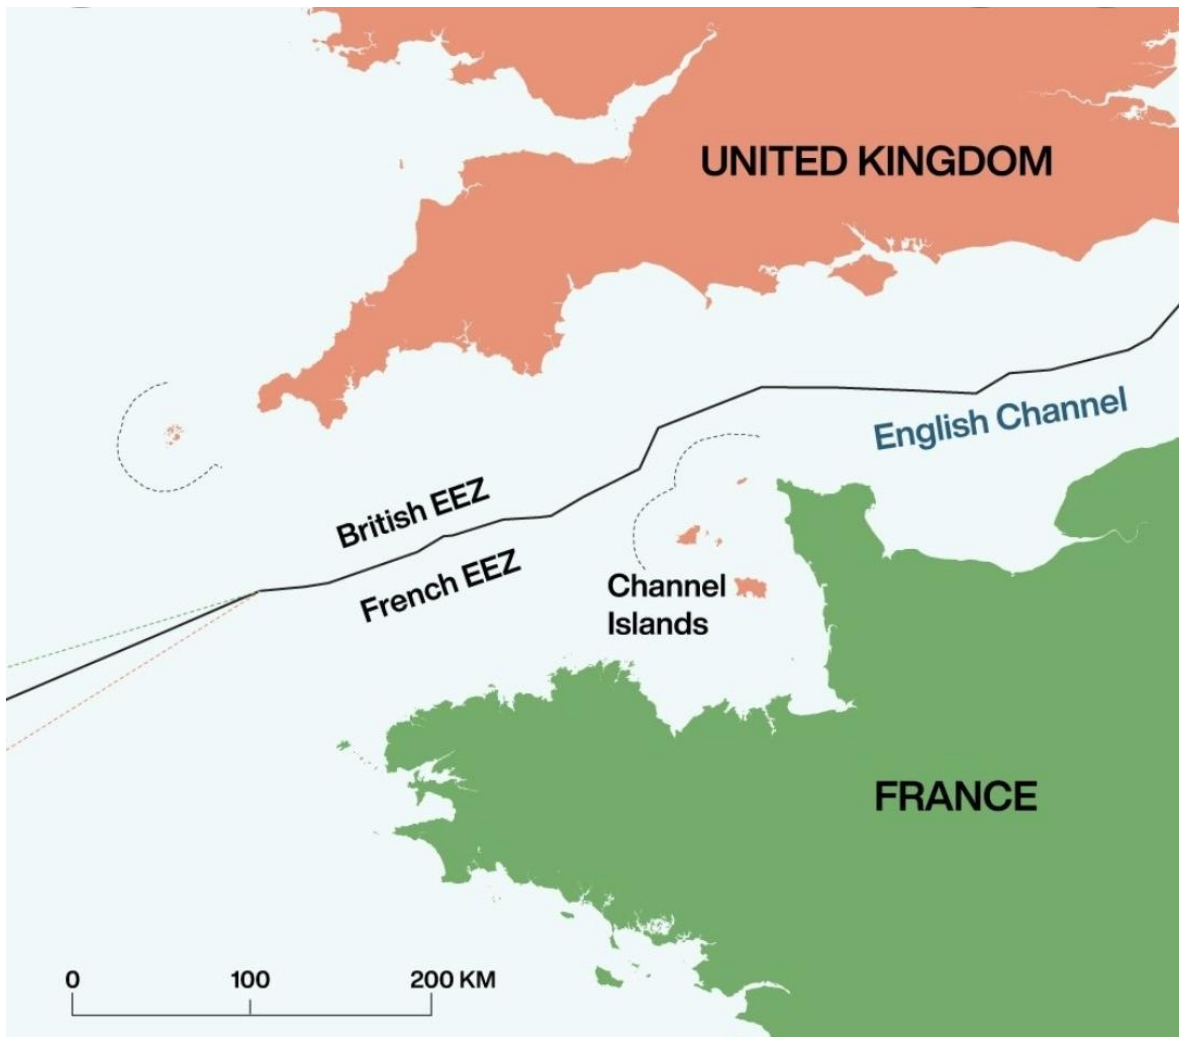 UNITED KINGDOM
English Channel
British EEZ
French EEZ
Channel
Islands
FRANCE
0 100 200 KM